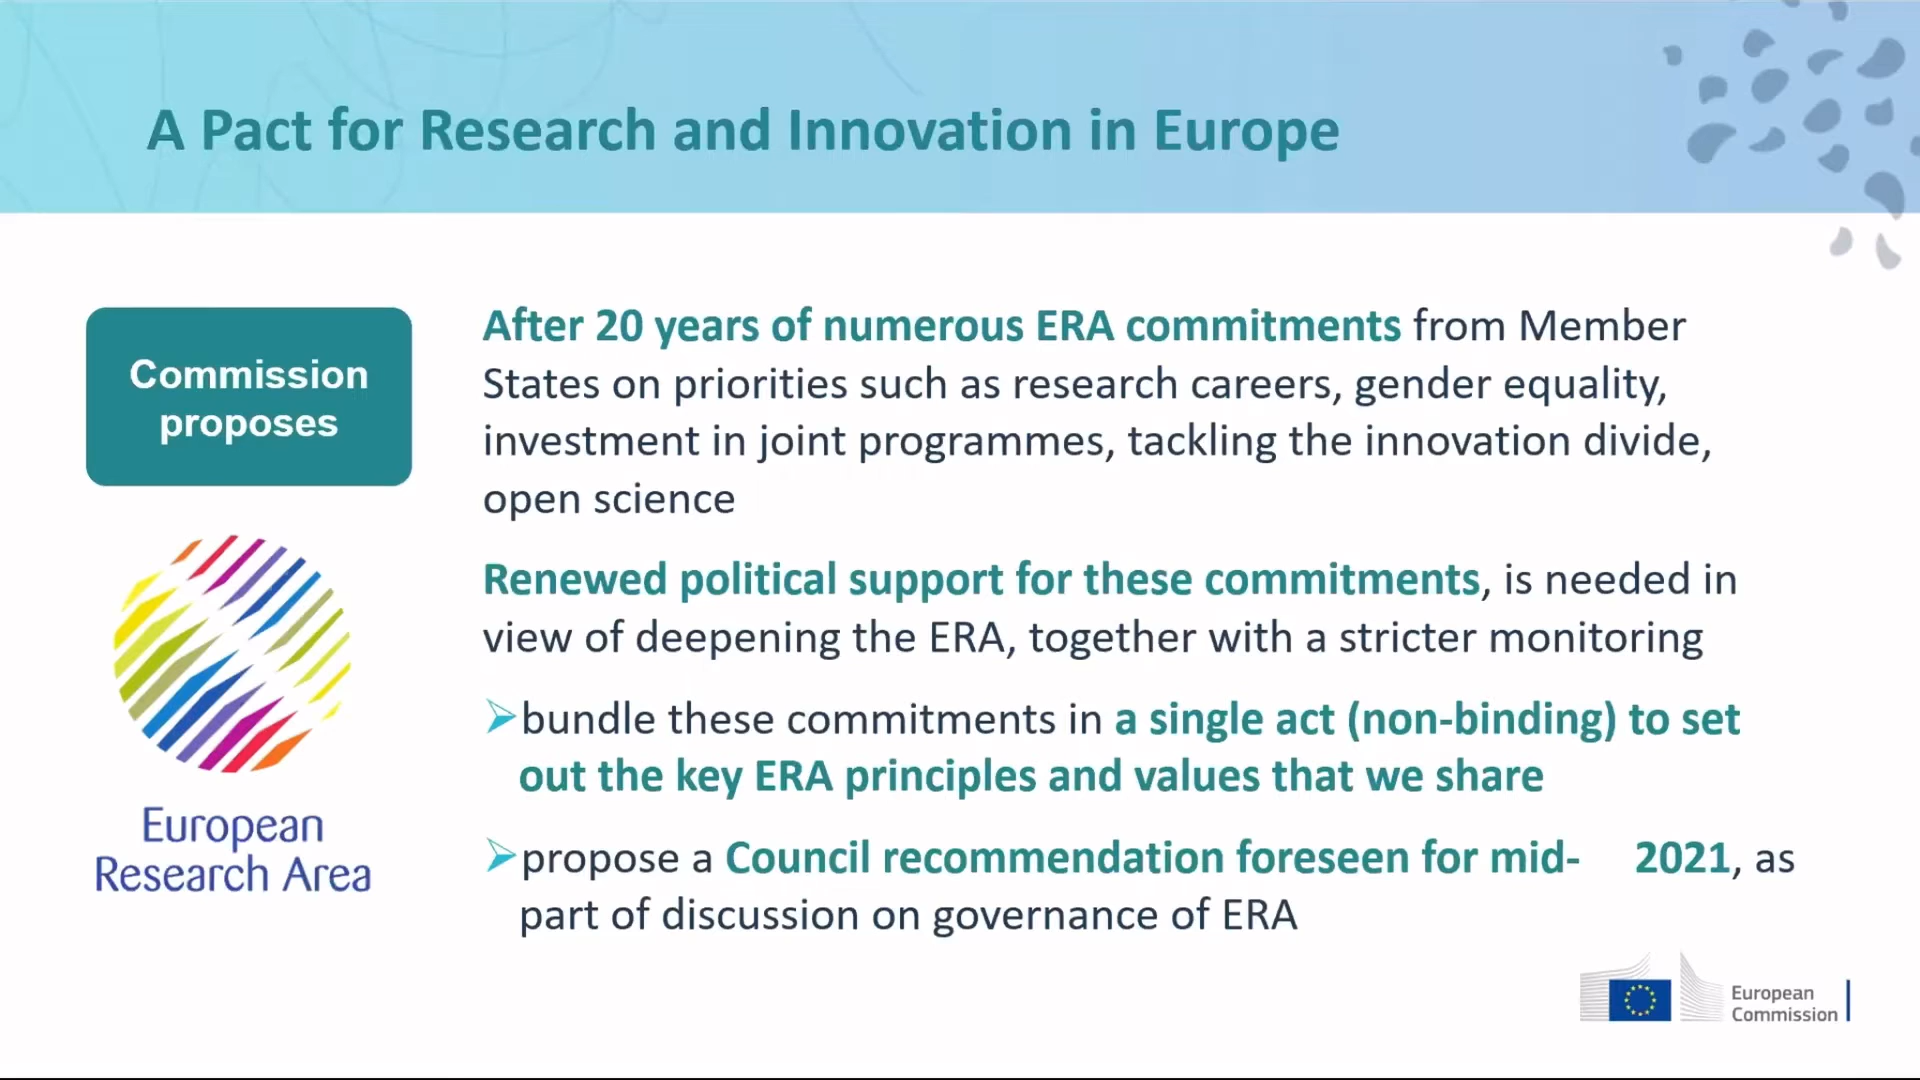 A Pact for Research and Innovation in Europe
Commission
proposes
European
Research Area
After 20 years of numerous ERA commitments from Member
States on priorities such as research careers, gender equality,
investment in joint programmes, tackling the innovation divide,
open science
Renewed political support for these commitments, is needed in
view of deepening the ERA, together with a stricter monitoring
bundle these commitments in a single act (non-binding) to set
out the key ERA principles and values that we share
propose a Council recommendation foreseen for mid- 2021, as
part of discussion on governance of ERA
European
Commission